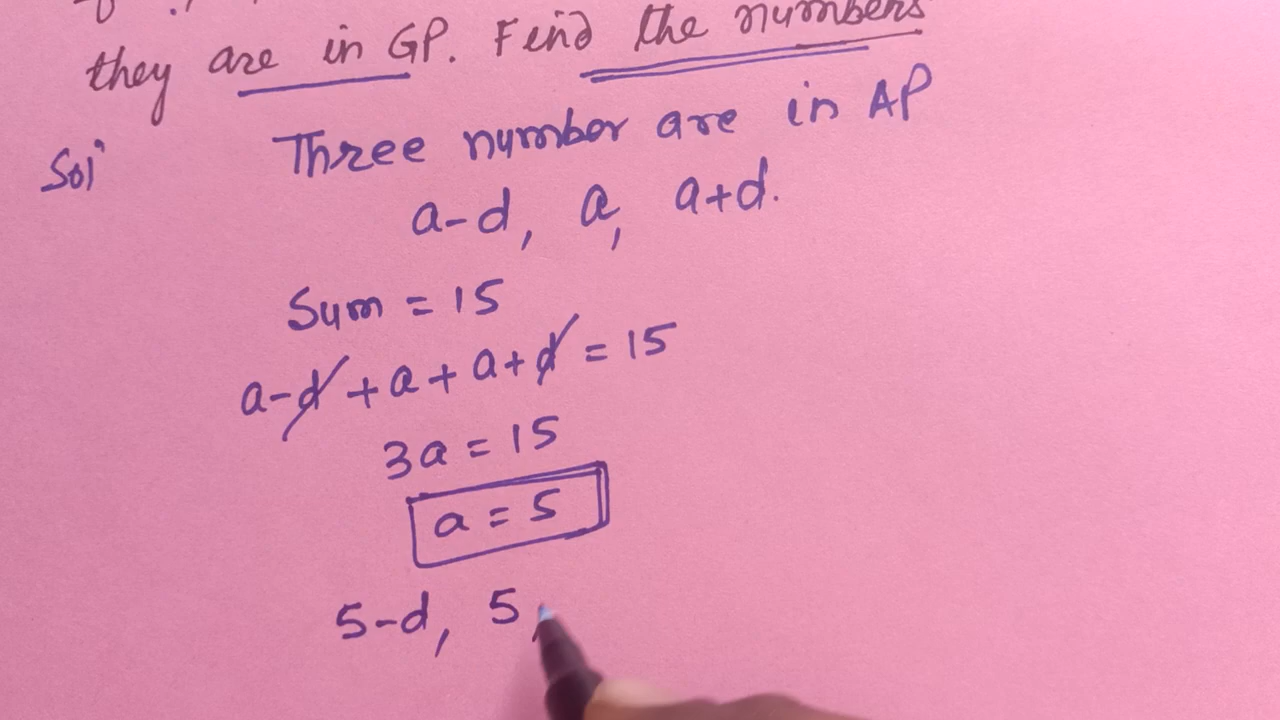 they are in GP. Find the numbers
Sol
Three number are in AP
a-d, a, a+d.
Sum = 15
a-d + a + a+d = 15
3a = 15
a = 5
5-d, 5,